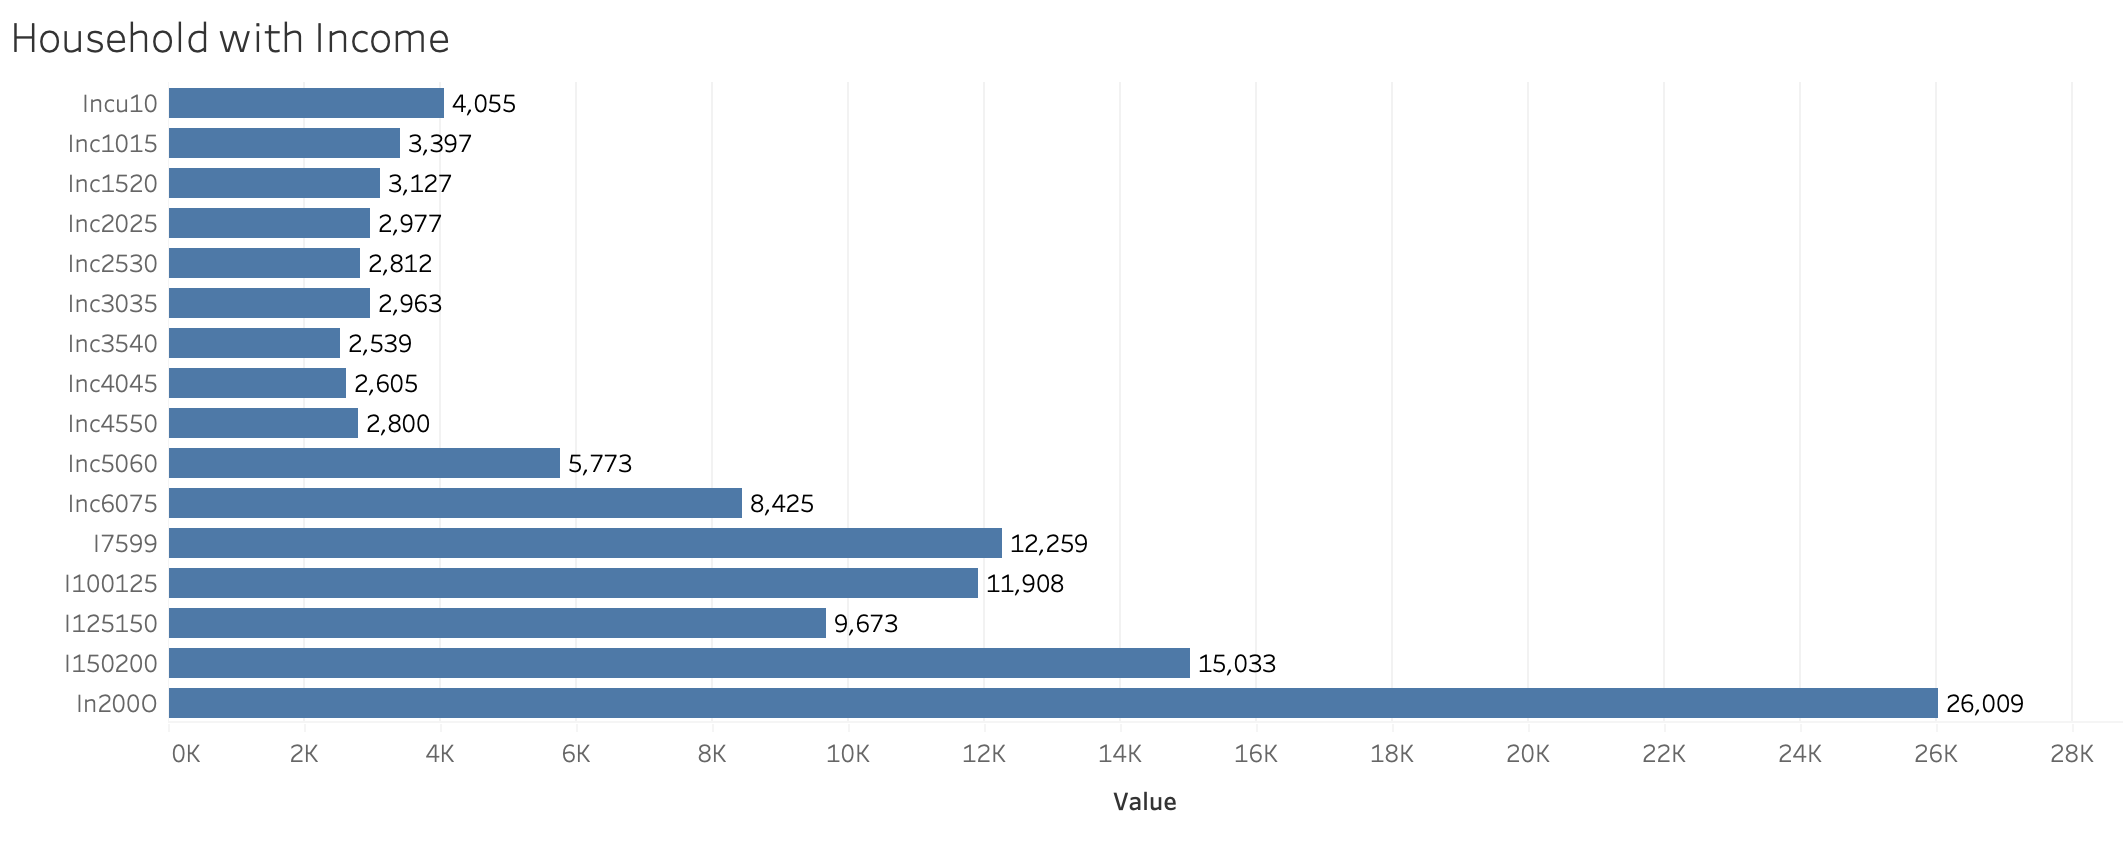 Household with Income
Incu10 4,055
Inc1015 3,397
Inc1520 3,127
Inc2025 2,977
Inc2530 2,812
Inc3035 2,963
Inc3540 2,539
Inc4045 2,605
Inc4550 2,800
Inc5060 5,773
Inc6075 8,425
I7599 12,259
I100125 11,908
I125150 9,673
I150200 15,033
In200O 26,009
0K 2K 4K 6K 8K 10K 12K 14K 16K 18K 20K 22K 24K 26K 28K
Value